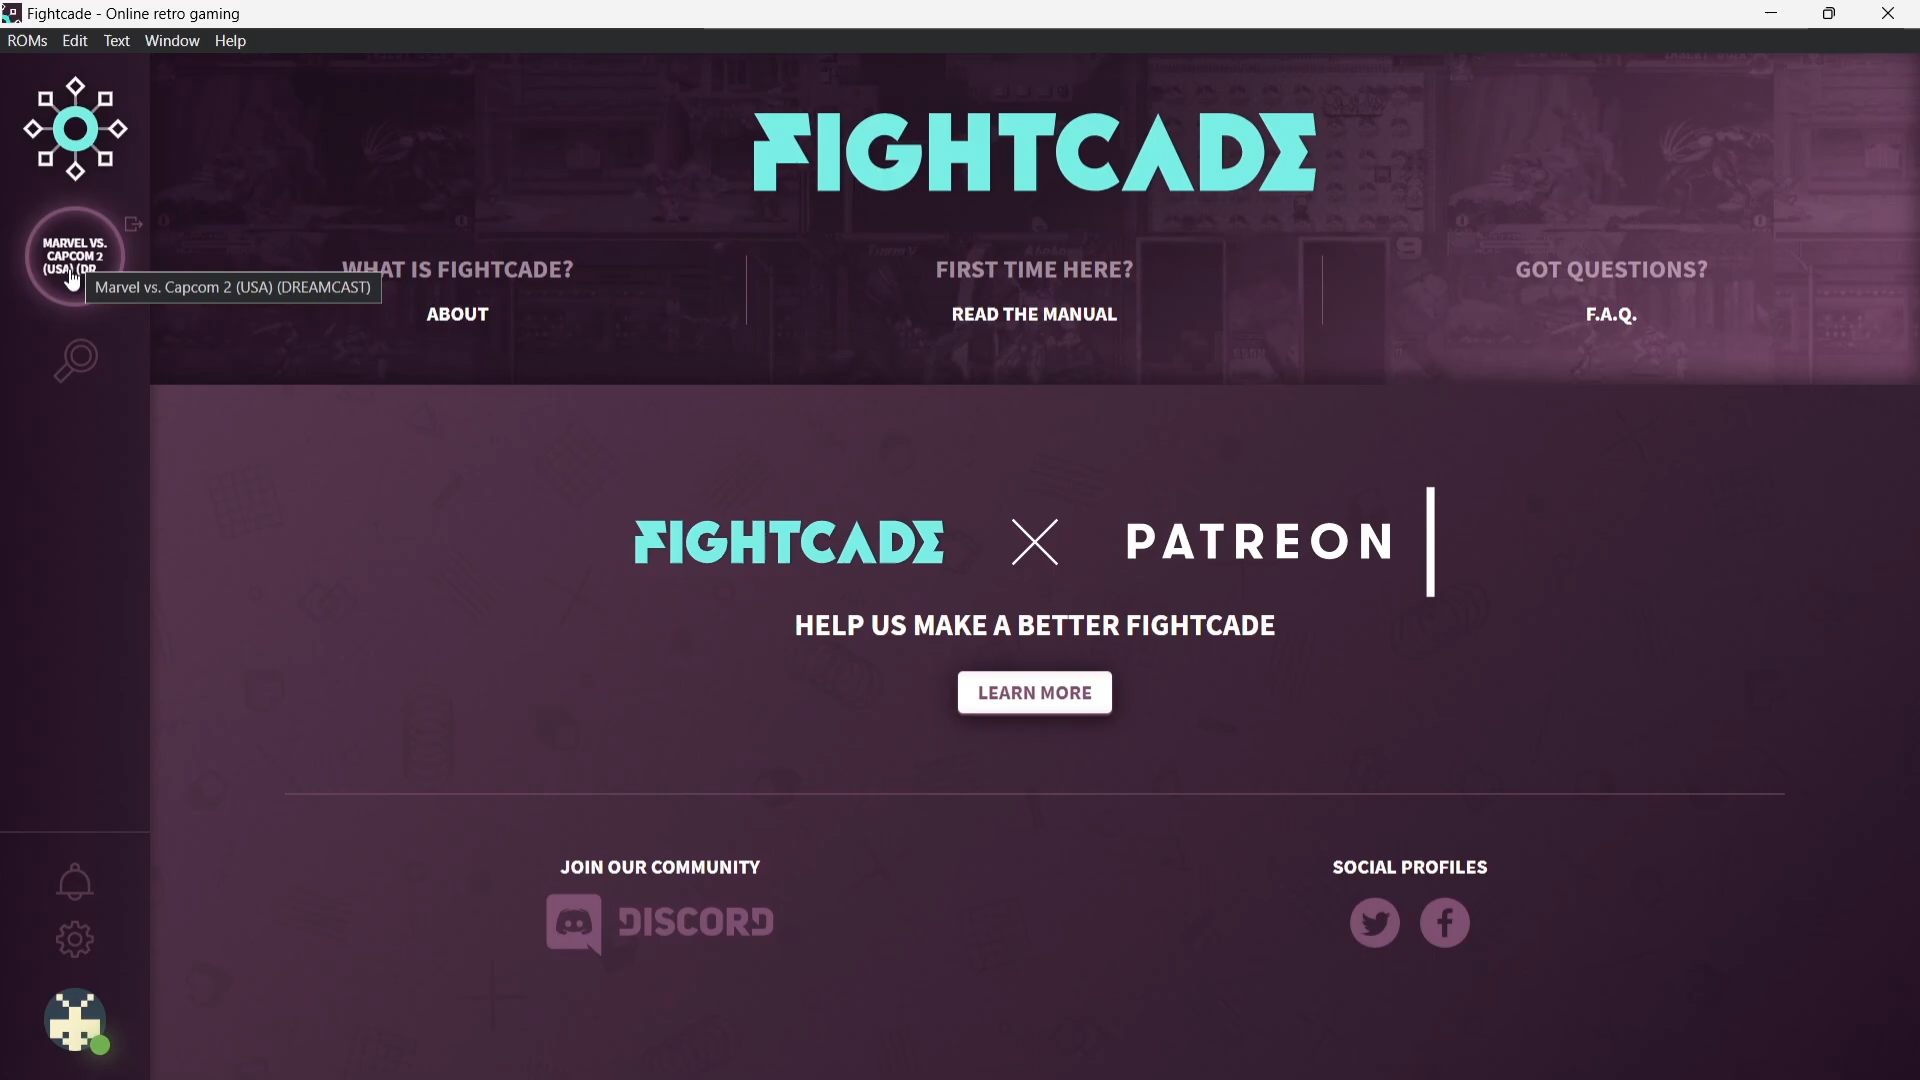 Fightcade - Online retro gaming
ROMs Edit Text Window Help
FIGHTCADE
MARVEL VS.
CAPCOM 2
(USA) (DR
Marvel vs. Capcom 2 (USA) (DREAMCAST)
WHAT IS FIGHTCADE?
ABOUT
FIRST TIME HERE?
READ THE MANUAL
GOT QUESTIONS?
F.A.Q.
FIGHTCADE X PATREON
HELP US MAKE A BETTER FIGHTCADE
LEARN MORE
JOIN OUR COMMUNITY
DISCORD
SOCIAL PROFILES